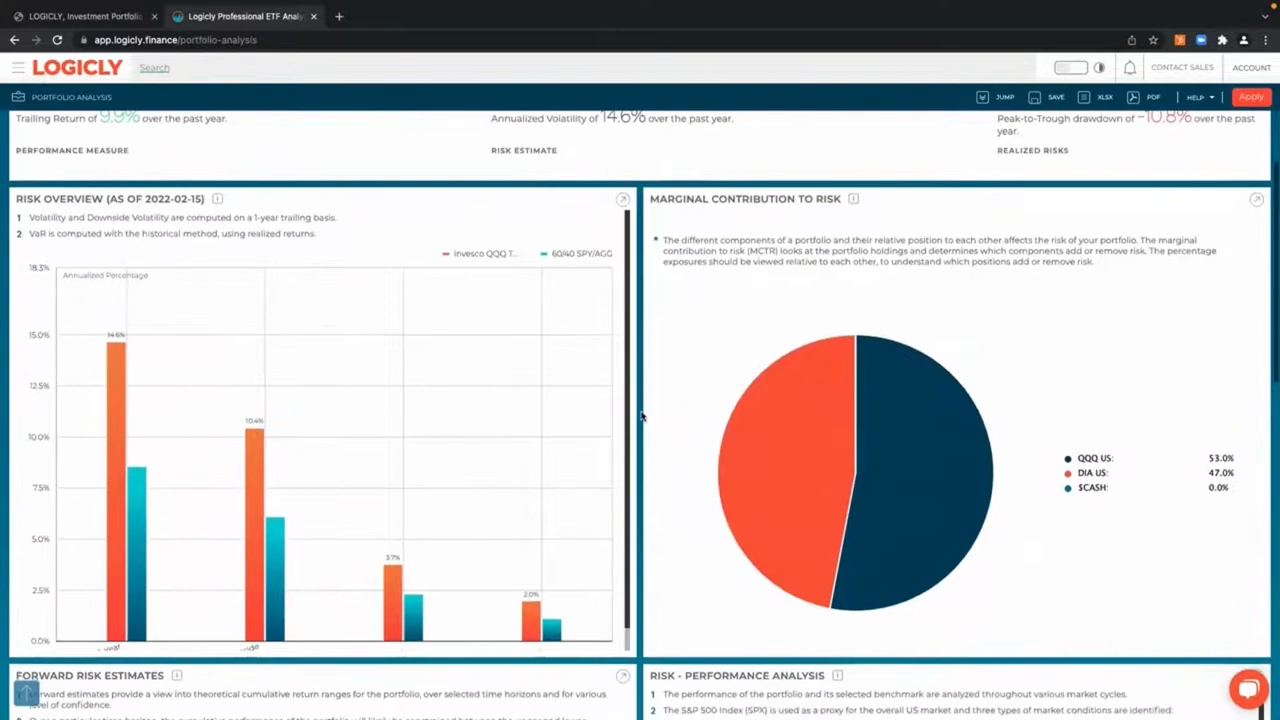 LOGICLY, Investment Portfolio
Logicly Professional ETF Analy
app.logicly.finance/portfolio-analysis
LOGICLY
Search
CONTACT SALES
ACCOUNT
PORTFOLIO ANALYSIS
JUMP
SAVE
XLSX
PDF
HELP
Apply
Trailing Return of 9.9% over the past year.
PERFORMANCE MEASURE
Annualized Volatility of 14.6% over the past year.
RISK ESTIMATE
Peak-to-Trough drawdown of -10.8% over the past
year.
REALIZED RISKS
RISK OVERVIEW (AS OF 2022-02-15)
1 Volatility and Downside Volatility are computed on a 1-year trailing basis.
2 VaR is computed with the historical method, using realized returns.
Invesco QQQ T...
60/40 SPY/AGG
Annualized Percentage
18.3%
15.0%
12.5%
10.0%
7.5%
5.0%
2.5%
0.0%
14.6%
10.4%
3.7%
2.0%
MARGINAL CONTRIBUTION TO RISK
* The different components of a portfolio and their relative position to each other affects the risk of your portfolio. The marginal
contribution to risk (MCTR) looks at the portfolio holdings and determines which components add or remove risk. The percentage
exposures should be viewed relative to each other, to understand which positions add or remove risk.
QQQ US: 53.0%
DIA US: 47.0%
$CASH: 0.0%
FORWARD RISK ESTIMATES
Forward estimates provide a view into theoretical cumulative return ranges for the portfolio, over selected time horizons and for various
level of confidence.
RISK - PERFORMANCE ANALYSIS
1 The performance of the portfolio and its selected benchmark are analyzed throughout various market cycles.
2 The S&P 500 Index (SPX) is used as a proxy for the overall US market and three types of market conditions are identified: